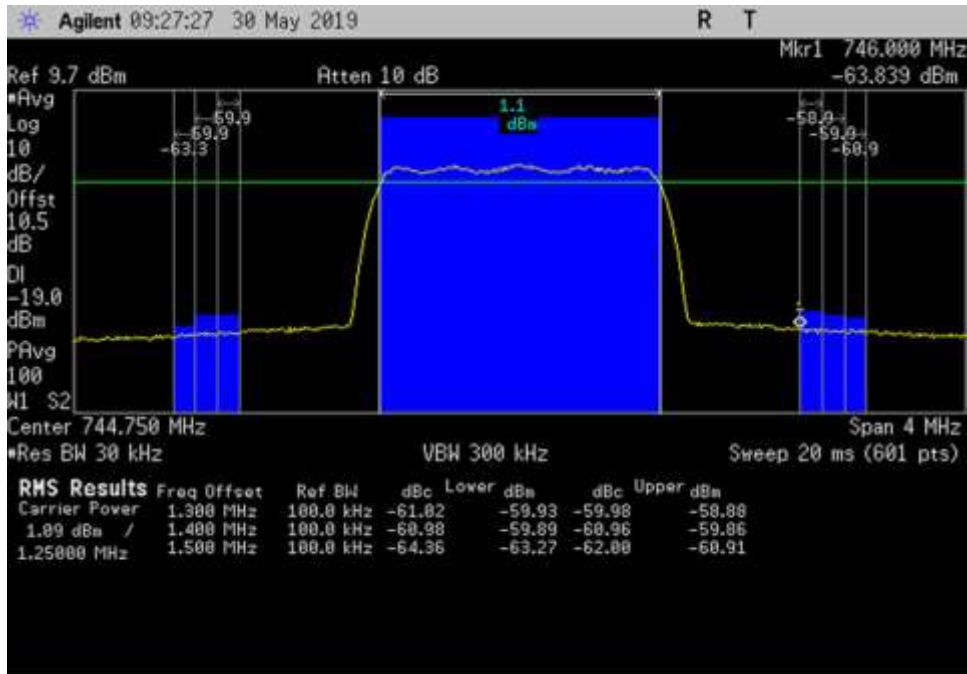 Agilent 09:27:27 30 May 2019 R T
Mkr1 746.000 MHz
Ref 9.7 dBm Atten 10 dB -63.839 dBm
*Avg
Log
10
dB/
Offst
10.5
dB
DI
-19.0
dBm
PAvg
100
W1 S2
1.1
dBm
-59.9
-59.9
-63.3
-58.9
-59.9
-60.9
1
Center 744.750 MHz Span 4 MHz
*Res BW 30 kHz VBW 300 kHz Sweep 20 ms (601 pts)
RMS Results Freq Offset Ref BW dBc Lower dBm dBc Upper dBm
Carrier Power 1.300 MHz 100.0 kHz -61.02 -59.93 -59.98 -58.88
1.09 dBm / 1.400 MHz 100.0 kHz -60.98 -59.89 -60.96 -59.86
1.25000 MHz 1.500 MHz 100.0 kHz -64.36 -63.27 -62.00 -60.91